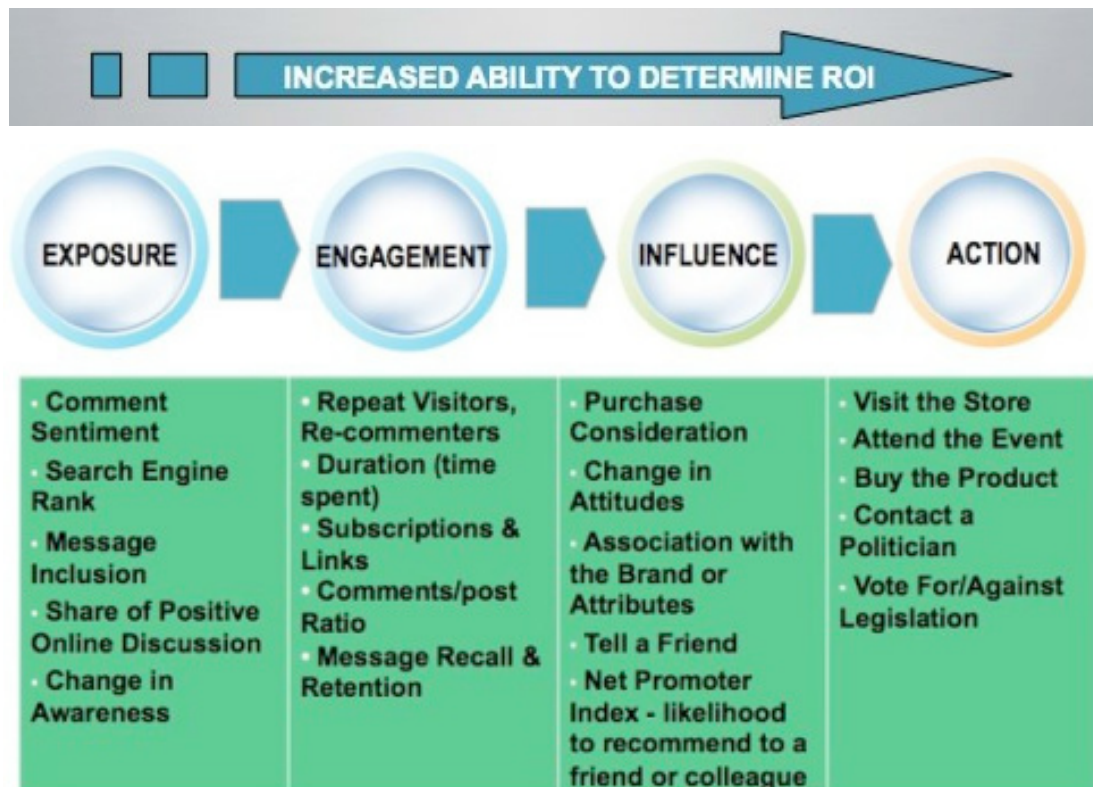 INCREASED ABILITY TO DETERMINE ROI
EXPOSURE
ENGAGEMENT
INFLUENCE
ACTION
· Comment
Sentiment
· Search Engine
Rank
· Message
Inclusion
· Share of Positive
Online Discussion
· Change in
Awareness
• Repeat Visitors,
Re-commenters
• Duration (time
spent)
• Subscriptions &
Links
• Comments/post
Ratio
• Message Recall &
Retention
· Purchase
Consideration
· Change in
Attitudes
· Association with
the Brand or
Attributes
· Tell a Friend
· Net Promoter
Index - likelihood
to recommend to a
friend or colleague
· Visit the Store
· Attend the Event
· Buy the Product
· Contact a
Politician
· Vote For/Against
Legislation